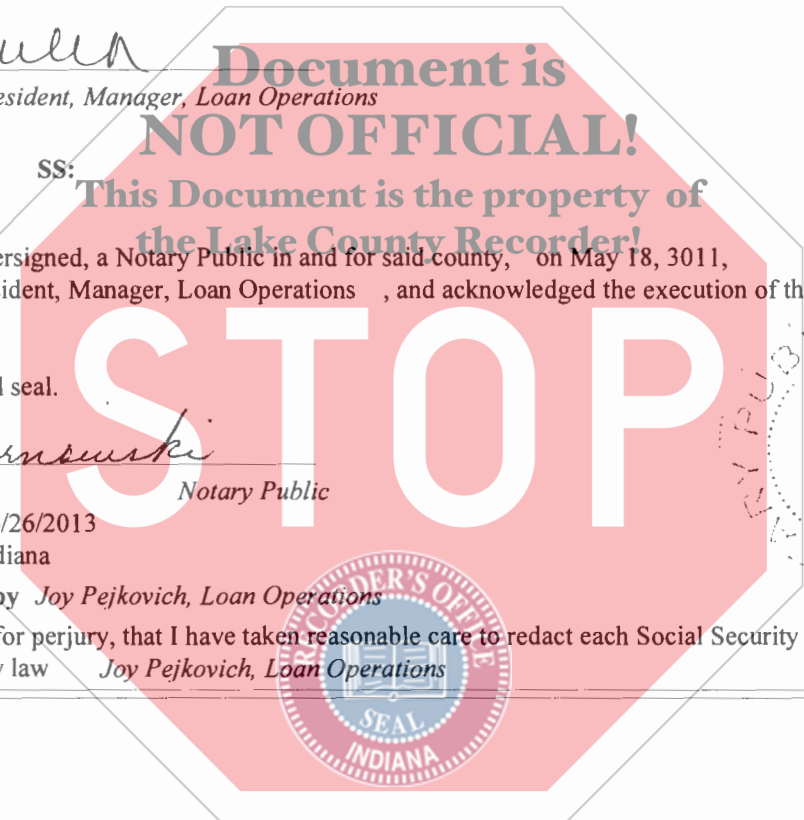 Document is
esident, Manager, Loan Operations
NOT OFFICIAL!
SS:
This Document is the property of
the Lake County Recorder!
ersigned, a Notary Public in and for said county, on May 18, 3011,
sident, Manager, Loan Operations , and acknowledged the execution of th
STOP
l seal.
Notary Public
/26/2013
diana
by Joy Pejkovich, Loan Operations
for perjury, that I have taken reasonable care to redact each Social Security
y law Joy Pejkovich, Loan Operations
RECORDER'S OFFICE
SEAL
INDIANA